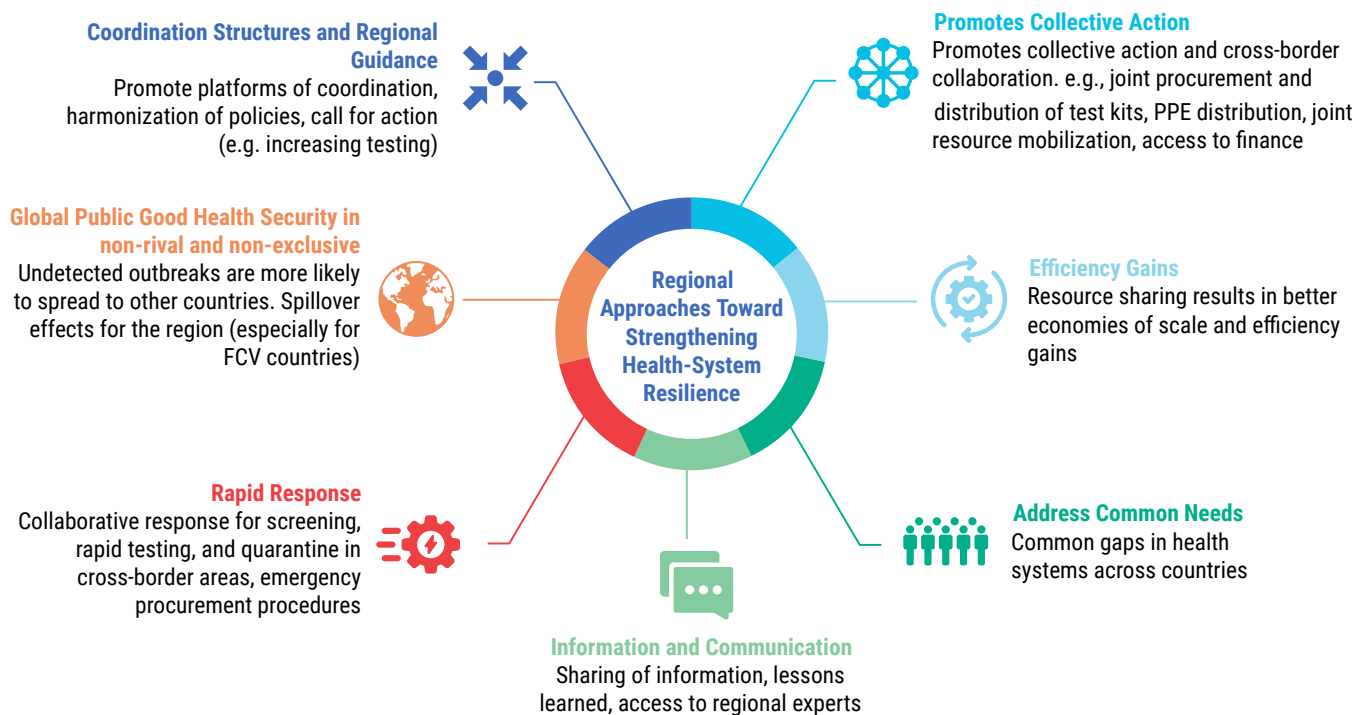 Coordination Structures and Regional
Guidance
Promote platforms of coordination,
harmonization of policies, call for action
(e.g. increasing testing)
Promotes Collective Action
Promotes collective action and cross-border
collaboration. e.g., joint procurement and
distribution of test kits, PPE distribution, joint
resource mobilization, access to finance
Global Public Good Health Security in
non-rival and non-exclusive
Undetected outbreaks are more likely
to spread to other countries. Spillover
effects for the region (especially for
FCV countries)
Regional
Approaches Toward
Strengthening
Health-System
Resilience
Efficiency Gains
Resource sharing results in better
economies of scale and efficiency
gains
Rapid Response
Collaborative response for screening,
rapid testing, and quarantine in
cross-border areas, emergency
procurement procedures
Address Common Needs
Common gaps in health
systems across countries
Information and Communication
Sharing of information, lessons
learned, access to regional experts